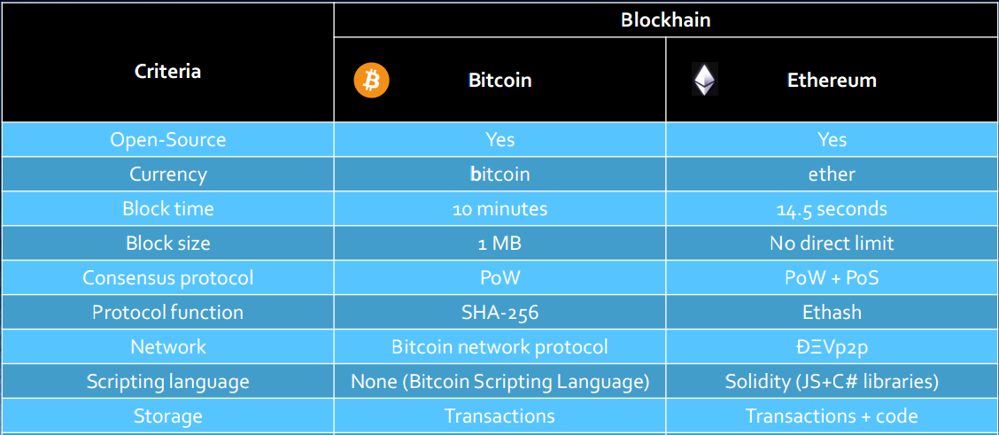 Blockhain
Criteria Bitcoin Ethereum
Open-Source Yes Yes
Currency bitcoin ether
Block time 10 minutes 14.5 seconds
Block size 1 MB No direct limit
Consensus protocol PoW PoW + PoS
Protocol function SHA-256 Ethash
Network Bitcoin network protocol ÐΞVp2p
Scripting language None (Bitcoin Scripting Language) Solidity (JS+C# libraries)
Storage Transactions Transactions + code